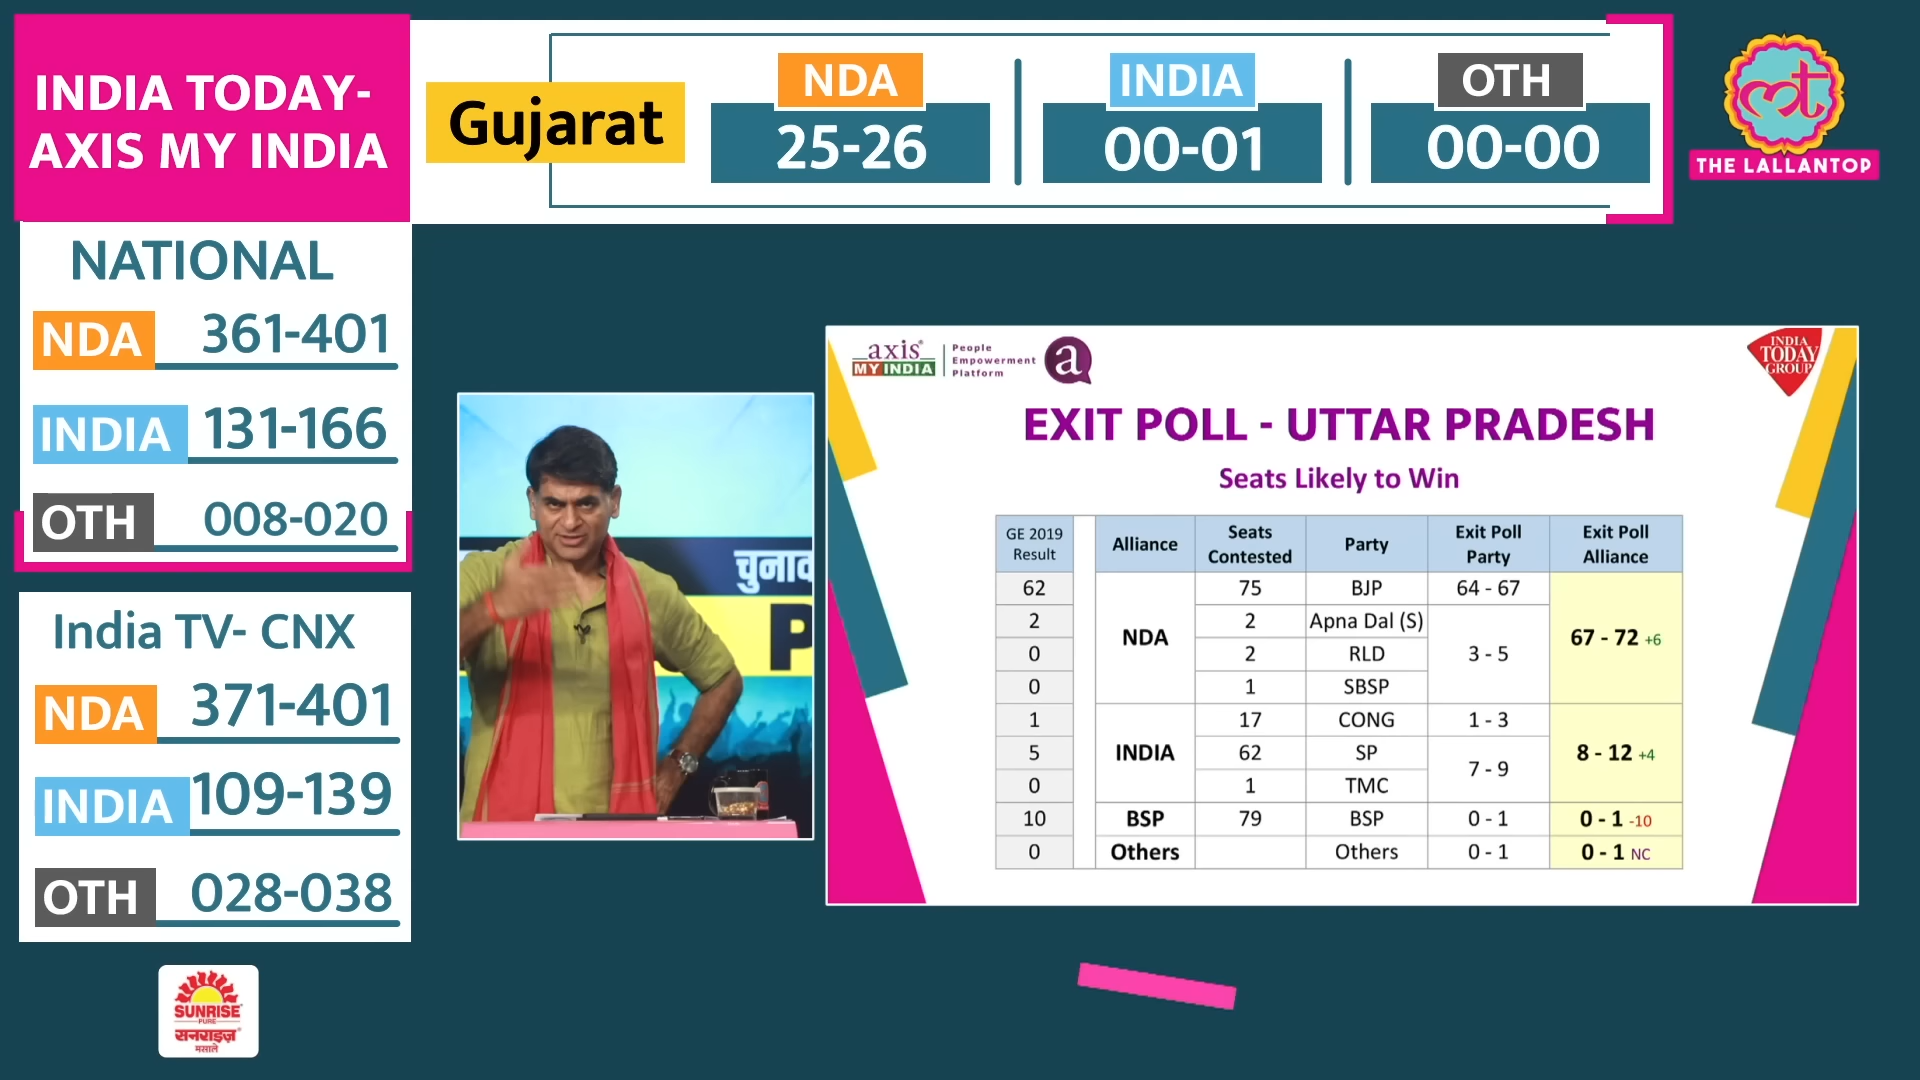 INDIA TODAY-
AXIS MY INDIA
Gujarat
NDA
25-26
INDIA
00-01
OTH
00-00
THE LALLANTOP
NATIONAL
NDA 361-401
INDIA 131-166
OTH 008-020
India TV- CNX
NDA 371-401
INDIA 109-139
OTH 028-038
SUNRISE
PURE
सनराइज़
मसाले
चुनाव
P
axis
MY INDIA
People
Empowerment
Platform
a
INDIA
TODAY
GROUP
EXIT POLL - UTTAR PRADESH
Seats Likely to Win
GE 2019 Result Alliance Seats Contested Party Exit Poll Party Exit Poll Alliance
62 NDA 75 BJP 64 - 67 67 - 72 +6
2 2 Apna Dal (S) 3 - 5
0 2 RLD
0 1 SBSP
1 INDIA 17 CONG 1 - 3 8 - 12 +4
5 62 SP 7 - 9
0 1 TMC
10 BSP 79 BSP 0 - 1 0 - 1 -10
0 Others Others 0 - 1 0 - 1 NC